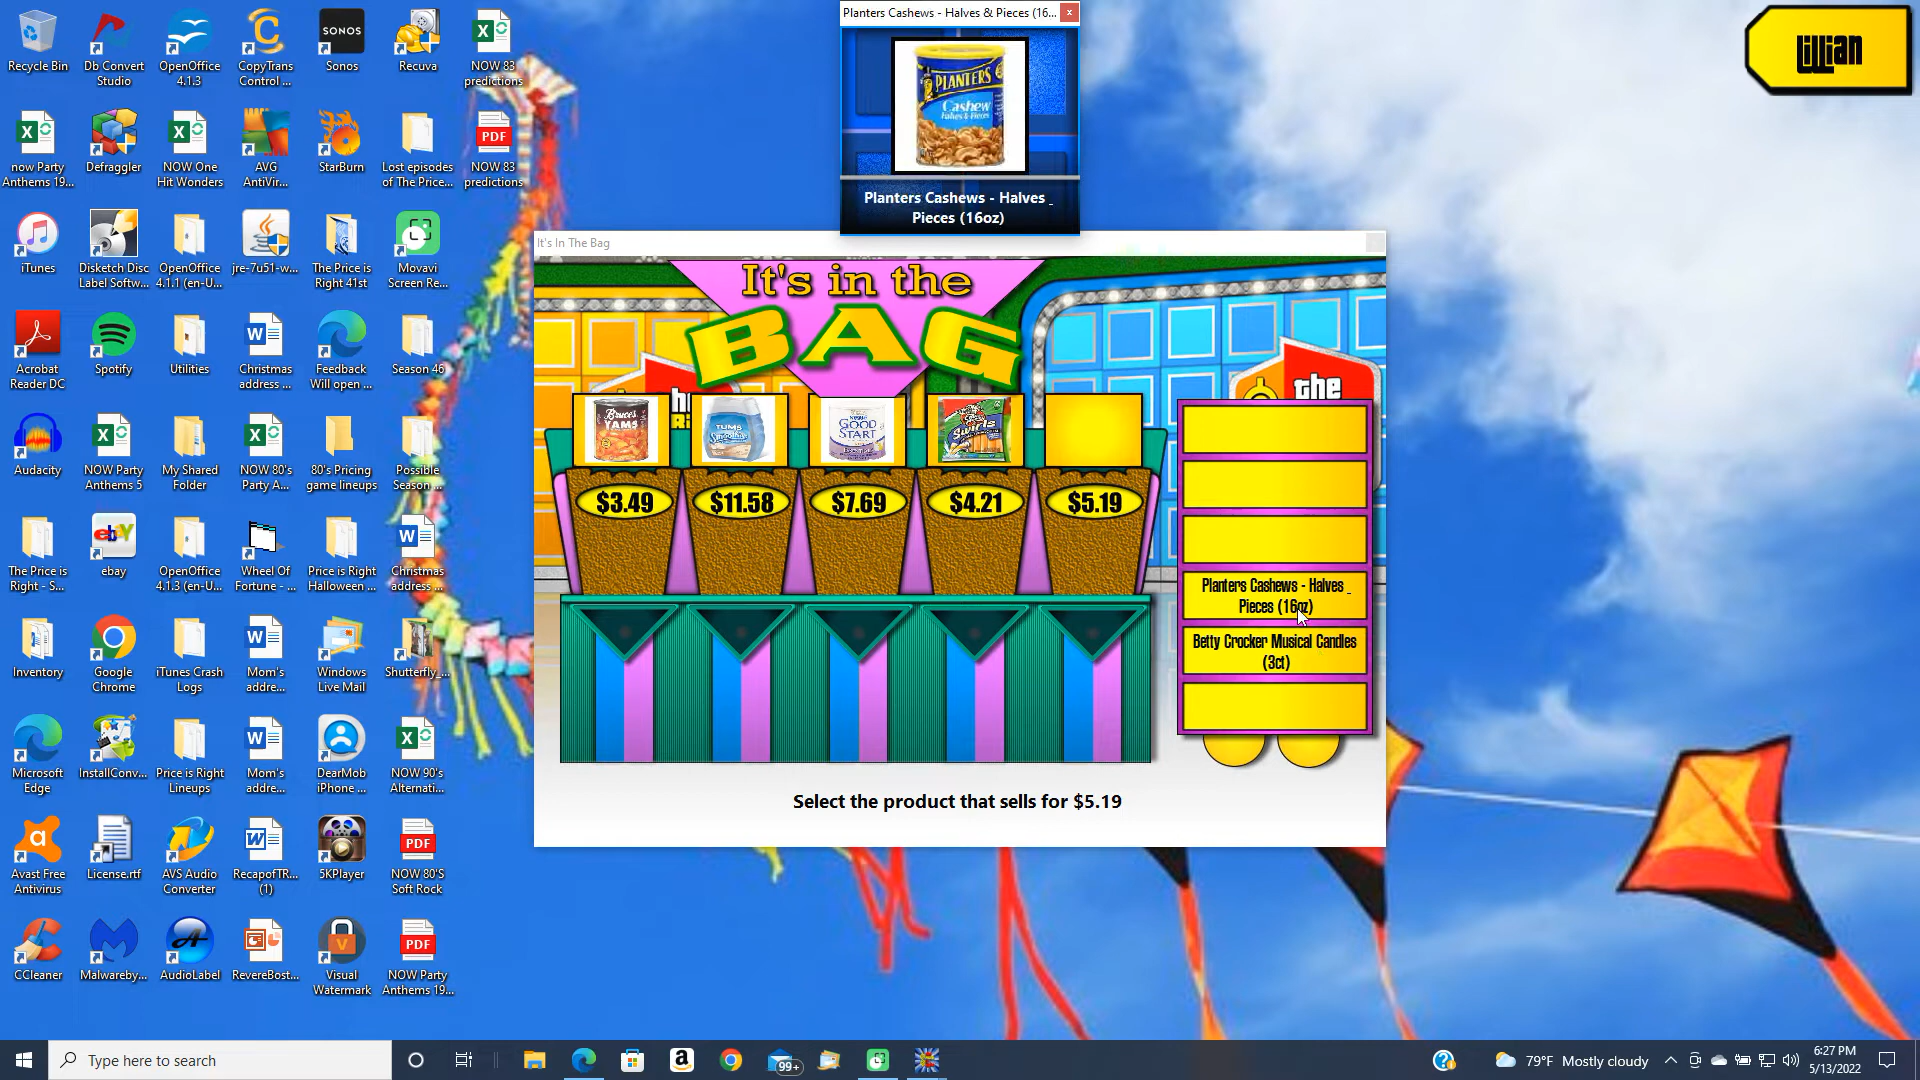 Recycle Bin
Db Convert
Studio
OpenOffice
4.1.3
CopyTrans
Control ...
SONOS
Sonos
Recuva
NOW 83
predictions
now Party
Anthems 19...
Defraggler
NOW One
Hit Wonders
AVG
AntiVir...
StarBurn
Lost episodes
of The Price...
PDF
NOW 83
predictions
iTunes
Disketch Disc
Label Softw...
OpenOffice
4.1.1 (en-U...
jre-7u51-w...
The Price is
Right 41st
Movavi
Screen Re...
Acrobat
Reader DC
Spotify
Utilities
Christmas
address ...
Feedback
Will open ...
Season 46
Audacity
NOW Party
Anthems 5
My Shared
Folder
NOW 80's
Party A...
80's Pricing
game lineups
Possible
Season ...
The Price is
Right - S...
ebay
ebay
OpenOffice
4.1.3 (en-U...
Wheel Of
Fortune - ...
Price is Right
Halloween ...
Christmas
address ...
Inventory
Google
Chrome
iTunes Crash
Logs
Mom's
addre...
Windows
Live Mail
Shutterfly_...
Microsoft
Edge
InstallConv...
Price is Right
Lineups
Mom's
addre...
DearMob
iPhone ...
NOW 90's
Alternati...
Avast Free
Antivirus
License.rtf
AVS Audio
Converter
RecapofTR...
(1)
5KPlayer
PDF
NOW 80'S
Soft Rock
CCleaner
Malwareby...
AudioLabel
RevereBost...
Visual
Watermark
PDF
NOW Party
Anthems 19...
Planters Cashews - Halves & Pieces (16...
PLANTERS
Cashew
Halves & Pieces
Planters Cashews - Halves _
Pieces (16oz)
Lillian
It's In The Bag
It's in the
BAG
the
Bruce's
YAMS
TUMS
Smoothies
Nestle
GOOD
START
Swirls
$3.49
$11.58
$7.69
$4.21
$5.19
Planters Cashews - Halves _
Pieces (16oz)
Betty Crocker Musical Candles
(3ct)
Select the product that sells for $5.19
Type here to search
99+
79°F Mostly cloudy
6:27 PM
5/13/2022